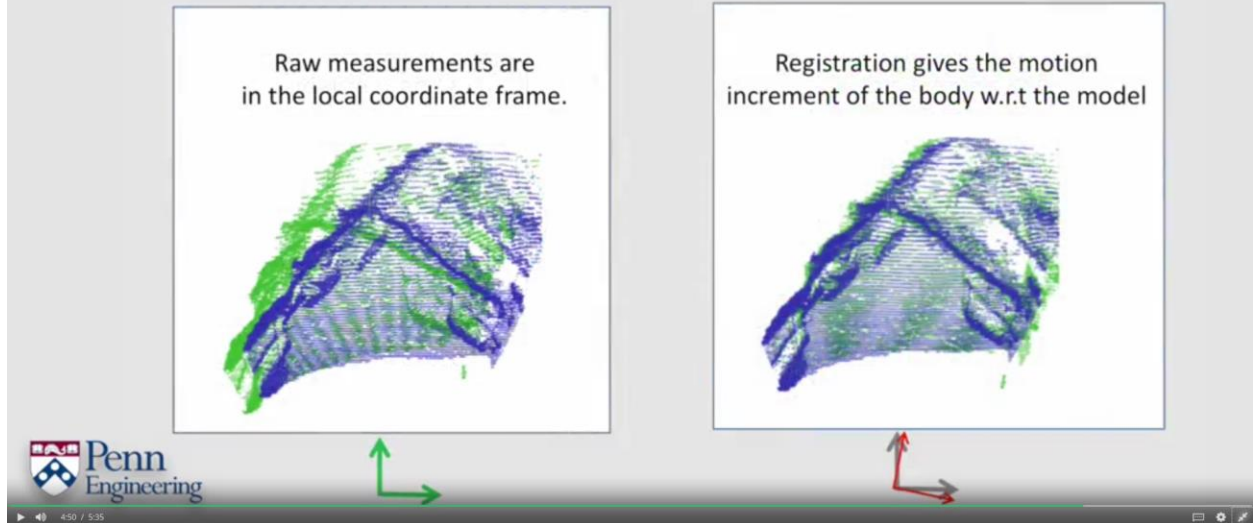 Raw measurements are
in the local coordinate frame.
Registration gives the motion
increment of the body w.r.t the model
Penn
Engineering
4:50 / 5:35